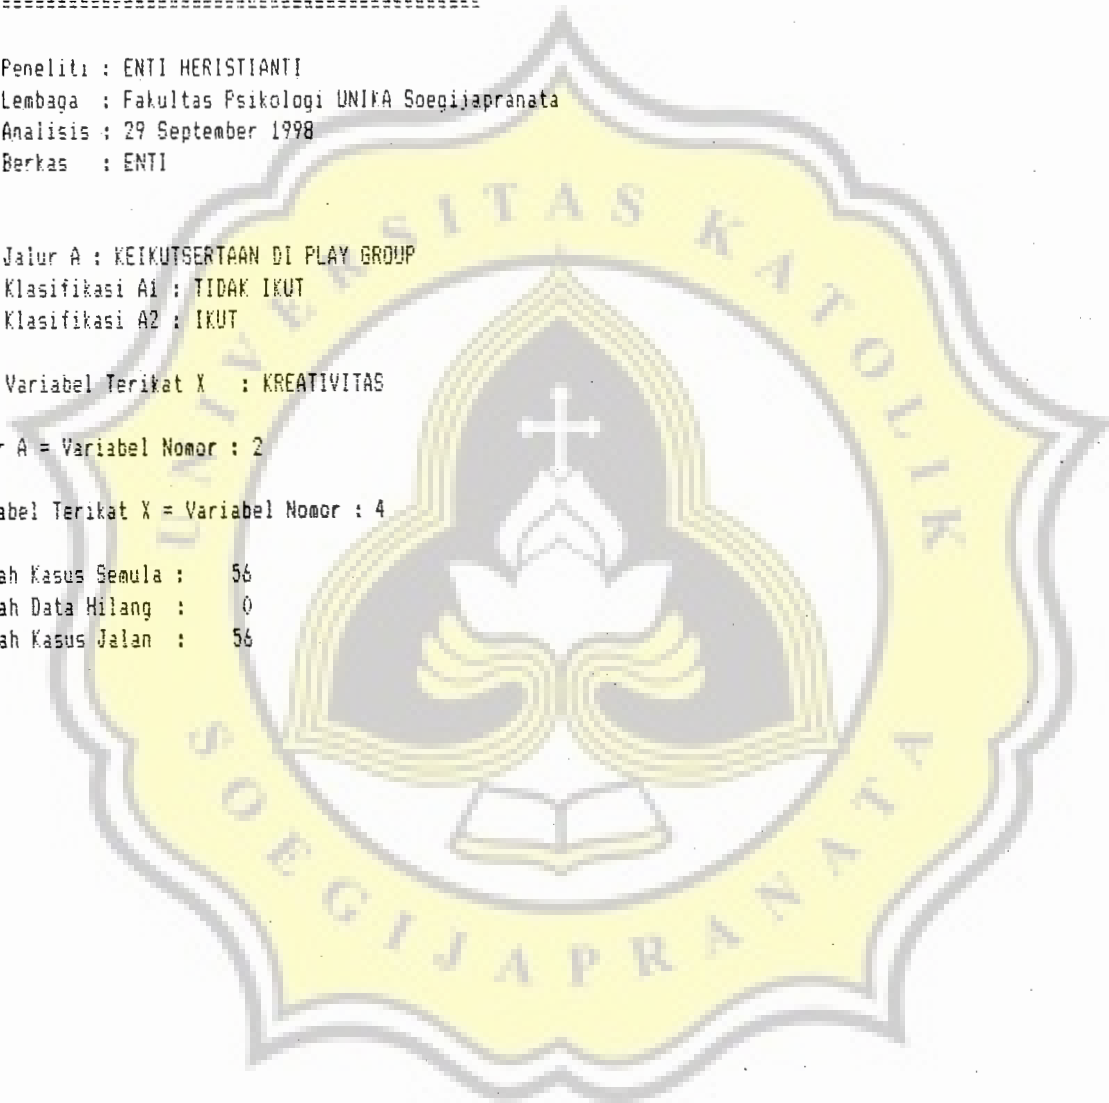 =============================================
Peneliti : ENTI HERISTIANTI
Lembaga : Fakultas Psikologi UNIKA Soegijapranata
Analisis : 29 September 1998
Berkas : ENTI
Jalur A : KEIKUTSERTAAN DI PLAY GROUP
Klasifikasi A1 : TIDAK IKUT
Klasifikasi A2 : IKUT
Variabel Terikat X : KREATIVITAS
r A = Variabel Nomor : 2
abel Terikat X = Variabel Nomor : 4
ah Kasus Semula : 56
ah Data Hilang : 0
ah Kasus Jalan : 56
UNIVERSITAS KATOLIK
SOEGIJAPRANATA